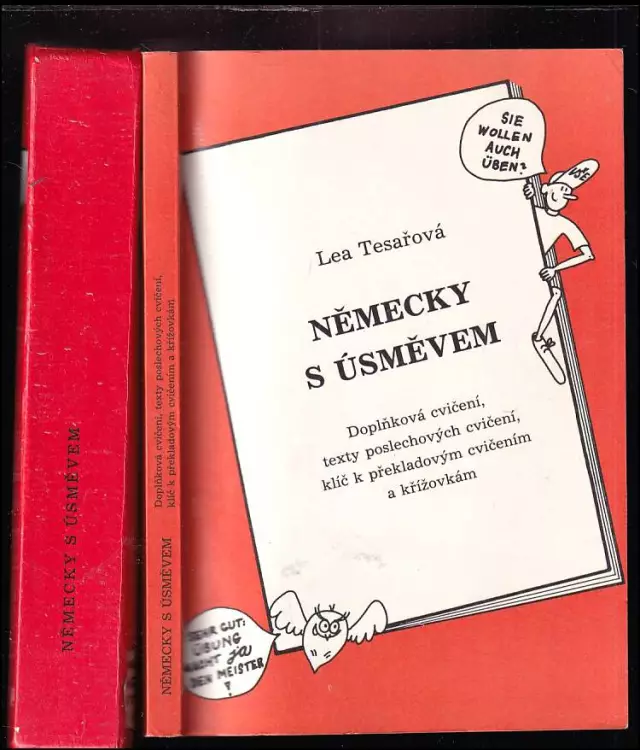 NĚMECKY S ÚSMĚVEM
NĚMECKY S ÚSMĚVEM
Doplňková cvičení, texty poslechových cvičení,
klíč k překladovým cvičením a křížovkám
SIE
WOLLEN
AUCH
ÜBEN?
Lea Tesařová
NĚMECKY
S ÚSMĚVEM
Doplňková cvičení,
texty poslechových cvičení,
klíč k překladovým cvičením
a křížovkám
SEHR GUT:
ÜBUNG
MACHT ja
DEN MEISTER
!